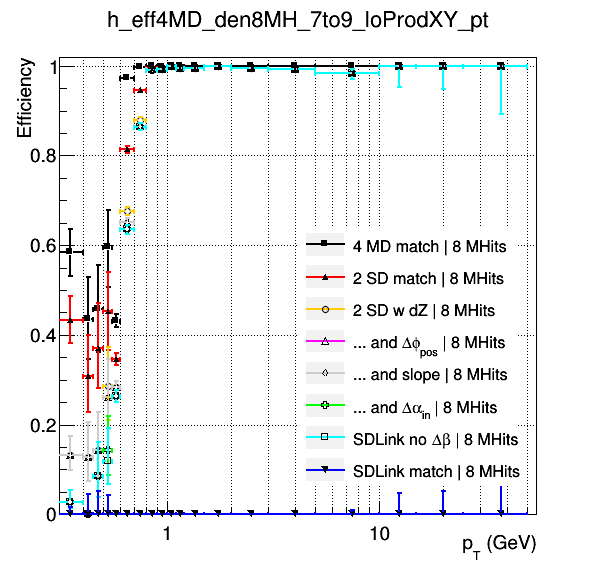 h_eff4MD_den8MH_7to9_loProdXY_pt
Efficiency
1
0.8
0.6
0.4
0.2
0
4 MD match | 8 MHits
2 SD match | 8 MHits
2 SD w dZ | 8 MHits
... and Δϕpos | 8 MHits
... and slope | 8 MHits
... and Δαin | 8 MHits
SDLink no Δβ | 8 MHits
SDLink match | 8 MHits
1 10
pT (GeV)